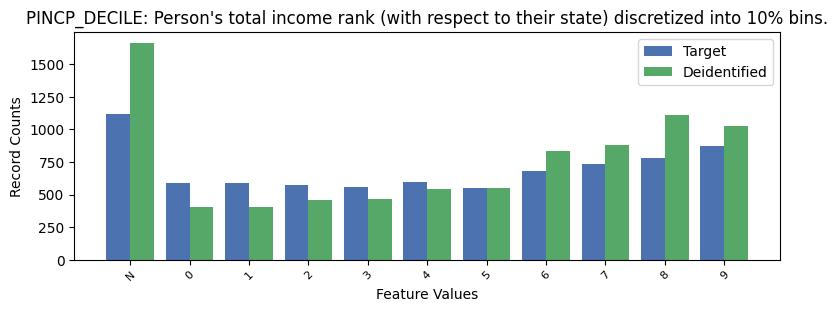 PINCP_DECILE: Person's total income rank (with respect to their state) discretized into 10% bins.
Target
Deidentified
Record Counts
1500
1250
1000
750
500
250
0
N
0
1
2
3
4
5
6
7
8
9
Feature Values